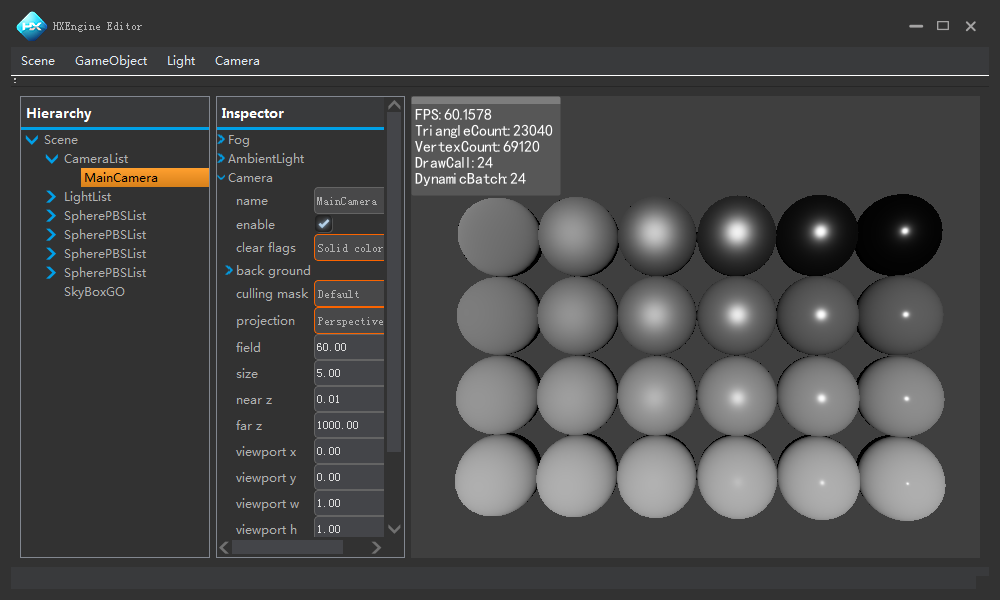 HX HXEngine Editor
Scene GameObject Light Camera
Hierarchy
Scene
CameraList
MainCamera
LightList
SpherePBSList
SpherePBSList
SpherePBSList
SpherePBSList
SkyBoxGO
Inspector
Fog
AmbientLight
Camera
name MainCamera
enable
clear flags Solid color
back ground
culling mask Default
projection Perspective
field 60.00
size 5.00
near z 0.01
far z 1000.00
viewport x 0.00
viewport y 0.00
viewport w 1.00
viewport h 1.00
FPS:60.1578
TriangleCount:23040
VertexCount:69120
DrawCall:24
DynamicBatch:24